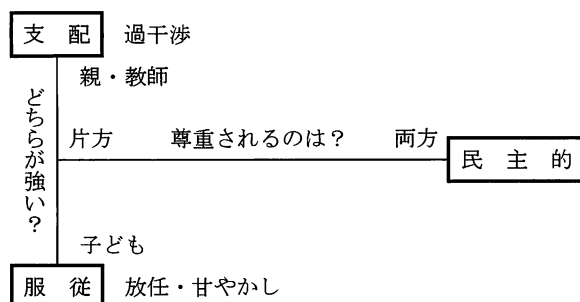 支 配 過干渉
親・教師
どちらが強い？
片方 尊重されるのは？ 両方
民 主 的
子ども
服 従 放任・甘やかし